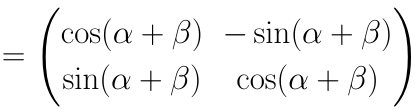 = ( cos(α + β) − sin(α + β)
sin(α + β) cos(α + β) )